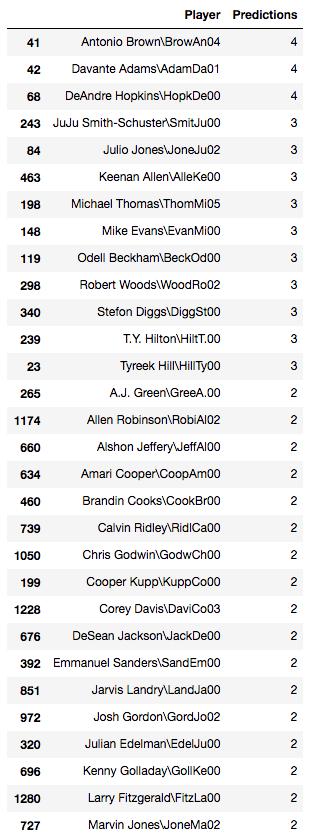 Player Predictions
41 Antonio Brown\BrowAn04 4
42 Davante Adams\AdamDa01 4
68 DeAndre Hopkins\HopkDe00 4
243 JuJu Smith-Schuster\SmitJu00 3
84 Julio Jones\JoneJu02 3
463 Keenan Allen\AlleKe00 3
198 Michael Thomas\ThomMi05 3
148 Mike Evans\EvanMi00 3
119 Odell Beckham\BeckOd00 3
298 Robert Woods\WoodRo02 3
340 Stefon Diggs\DiggSt00 3
239 T.Y. Hilton\HiltT.00 3
23 Tyreek Hill\HillTy00 3
265 A.J. Green\GreeA.00 2
1174 Allen Robinson\RobiAl02 2
660 Alshon Jeffery\JeffAl00 2
634 Amari Cooper\CoopAm00 2
460 Brandin Cooks\CookBr00 2
739 Calvin Ridley\RidlCa00 2
1050 Chris Godwin\GodwCh00 2
199 Cooper Kupp\KuppCo00 2
1228 Corey Davis\DaviCo03 2
676 DeSean Jackson\JackDe00 2
392 Emmanuel Sanders\SandEm00 2
851 Jarvis Landry\LandJa00 2
972 Josh Gordon\GordJo02 2
320 Julian Edelman\EdelJu00 2
696 Kenny Golladay\GollKe00 2
1280 Larry Fitzgerald\FitzLa00 2
727 Marvin Jones\JoneMa02 2